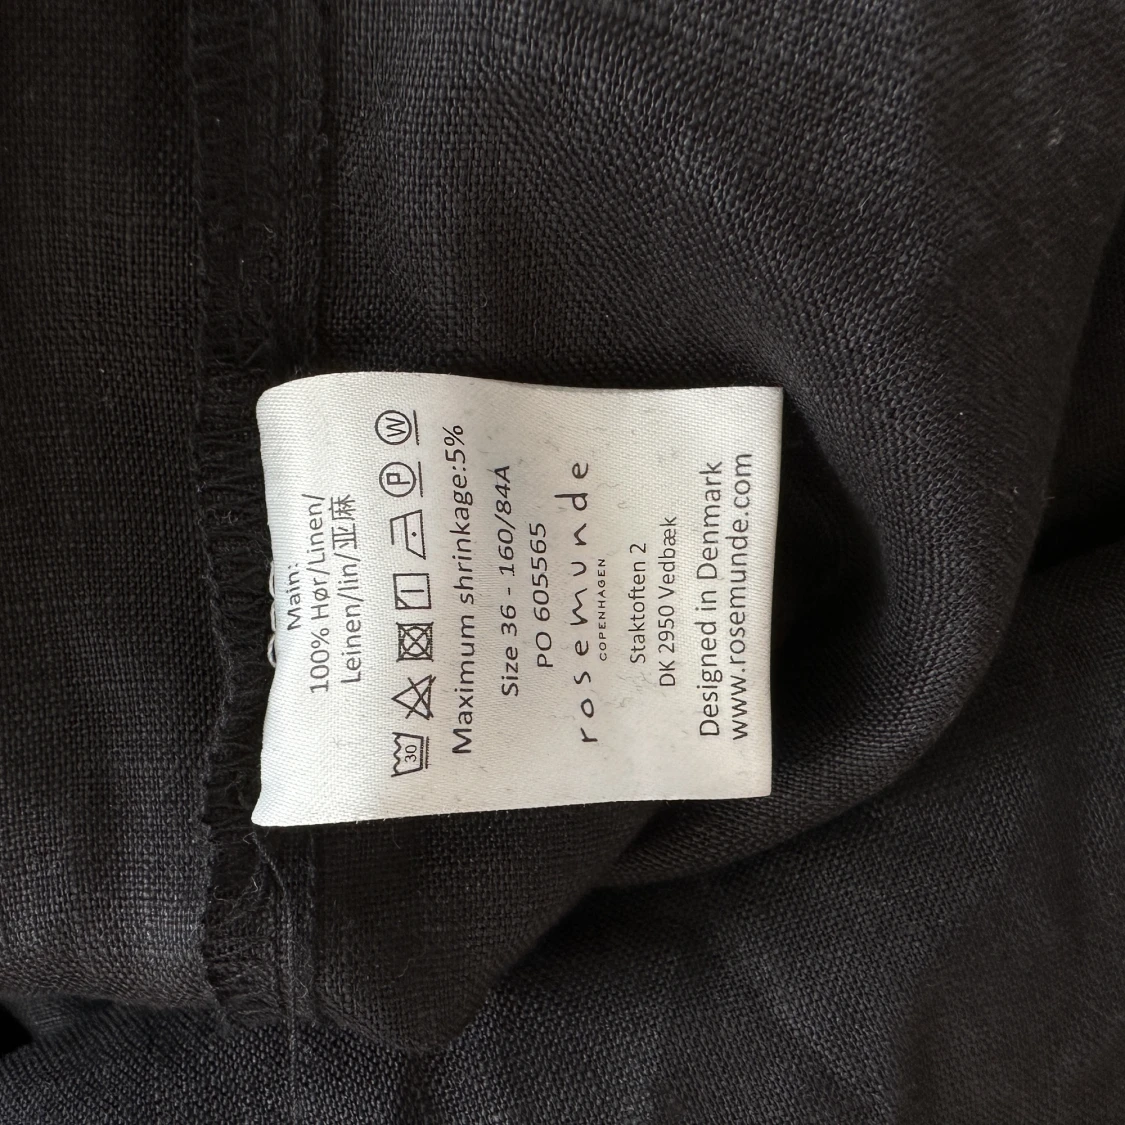 Main:
100% Hør/Linen/
Leinen/lin/亚麻
30 P W
Maximum shrinkage:5%
Size 36 - 160/84A
PO 605565
rosemunde
COPENHAGEN
Staktoften 2
DK 2950 Vedbæk
Designed in Denmark
www.rosemunde.com